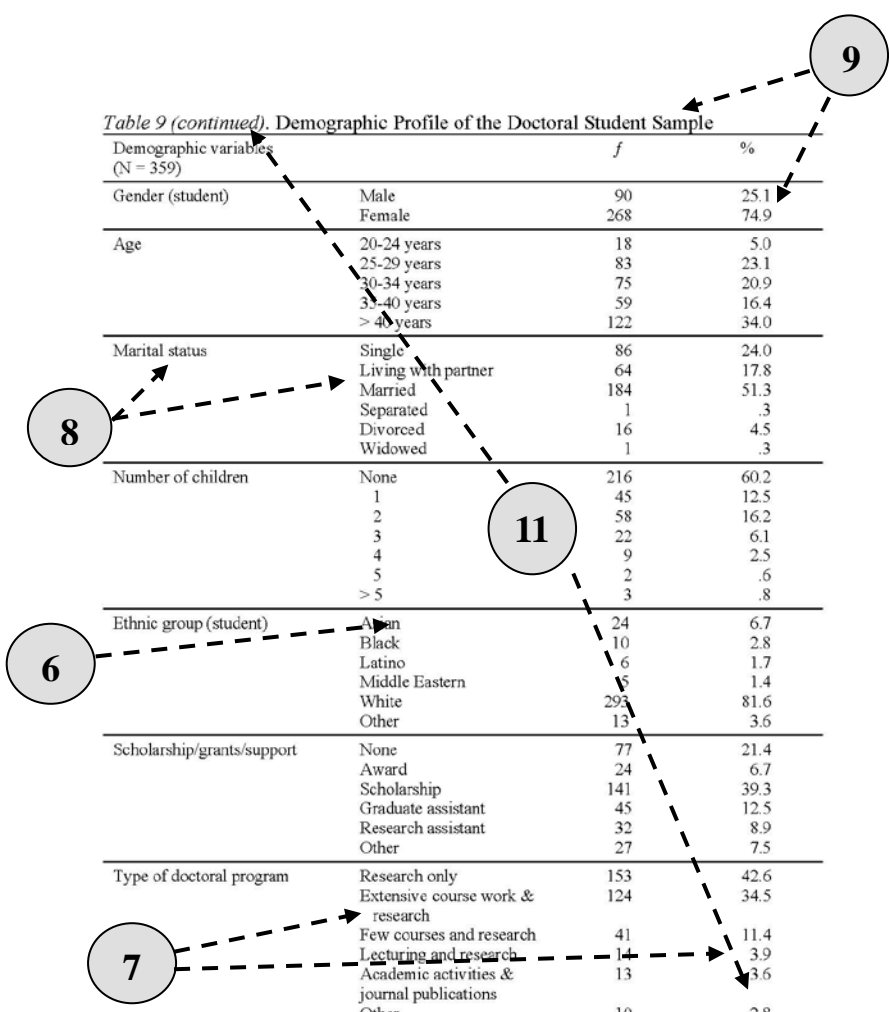 9
Table 9 (continued). Demographic Profile of the Doctoral Student Sample
Demographic variables f %
(N = 359)
Gender (student) Male 90 25.1
Female 268 74.9
Age 20-24 years 18 5.0
25-29 years 83 23.1
30-34 years 75 20.9
35-40 years 59 16.4
> 40 years 122 34.0
Marital status Single 86 24.0
Living with partner 64 17.8
Married 184 51.3
Separated 1 .3
8 Divorced 16 4.5
Widowed 1 .3
Number of children None 216 60.2
1 45 12.5
2 58 16.2
11
3 22 6.1
4 9 2.5
5 2 .6
> 5 3 .8
Ethnic group (student) Asian 24 6.7
Black 10 2.8
6 Latino 6 1.7
Middle Eastern 5 1.4
White 293 81.6
Other 13 3.6
Scholarship/grants/support None 77 21.4
Award 24 6.7
Scholarship 141 39.3
Graduate assistant 45 12.5
Research assistant 32 8.9
Other 27 7.5
Type of doctoral program Research only 153 42.6
Extensive course work & 124 34.5
research
Few courses and research 41 11.4
7 Lecturing and research 14 3.9
Academic activities & 13 3.6
journal publications
Other 10 2.8